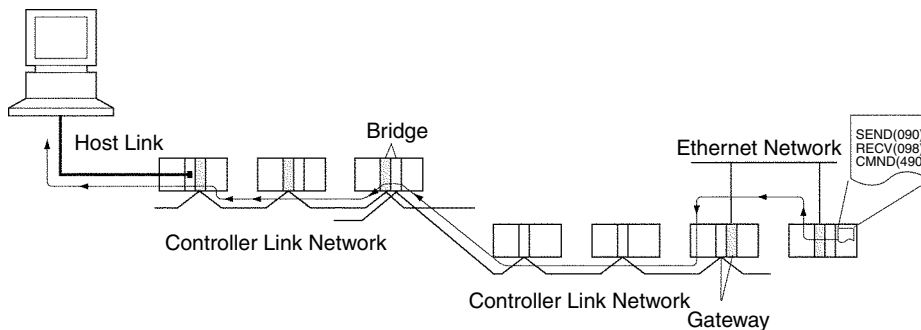 Host Link
Bridge
Ethernet Network
SEND(090)
RECV(098)
CMND(490
Controller Link Network
Controller Link Network
Gateway